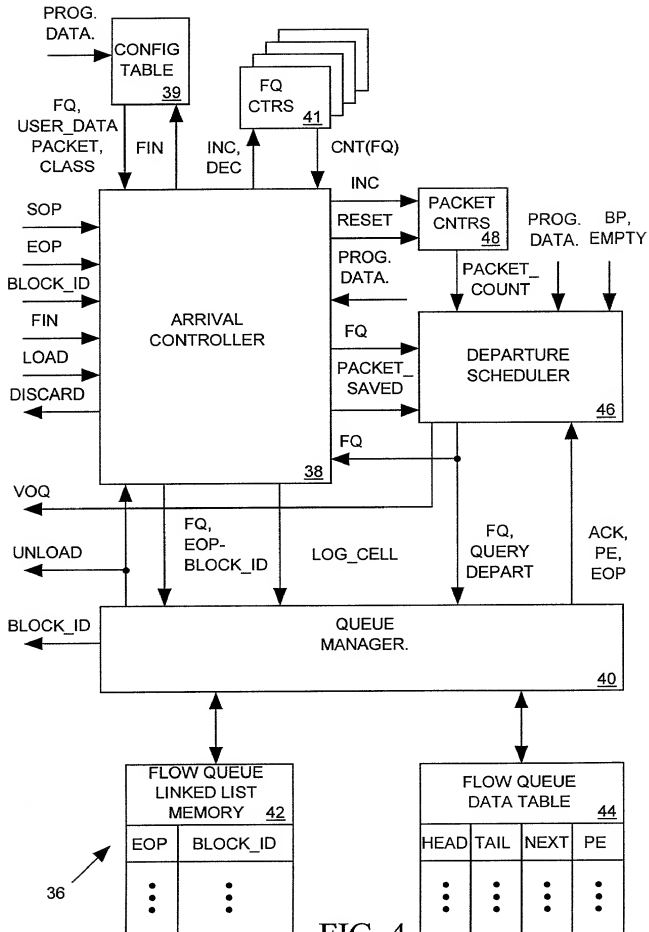 PROG.
DATA.
CONFIG
TABLE
39
FQ
CTRS
41
FQ,
USER_DATA
PACKET,
CLASS
FIN
INC,
DEC
CNT(FQ)
SOP
EOP
BLOCK_ID
FIN
LOAD
DISCARD
ARRIVAL
CONTROLLER
38
INC
RESET
PACKET
CNTRS
48
PROG.
DATA.
PROG.
DATA.
BP,
EMPTY
PACKET_
COUNT
FQ
PACKET_
SAVED
DEPARTURE
SCHEDULER
46
FQ
VOQ
UNLOAD
BLOCK_ID
FQ,
EOP-
BLOCK_ID
LOG_CELL
FQ,
QUERY
DEPART
ACK,
PE,
EOP
QUEUE
MANAGER.
40
FLOW QUEUE
LINKED LIST
MEMORY 42
EOP BLOCK_ID
FLOW QUEUE
DATA TABLE 44
HEAD TAIL NEXT PE
36
FIG. 4